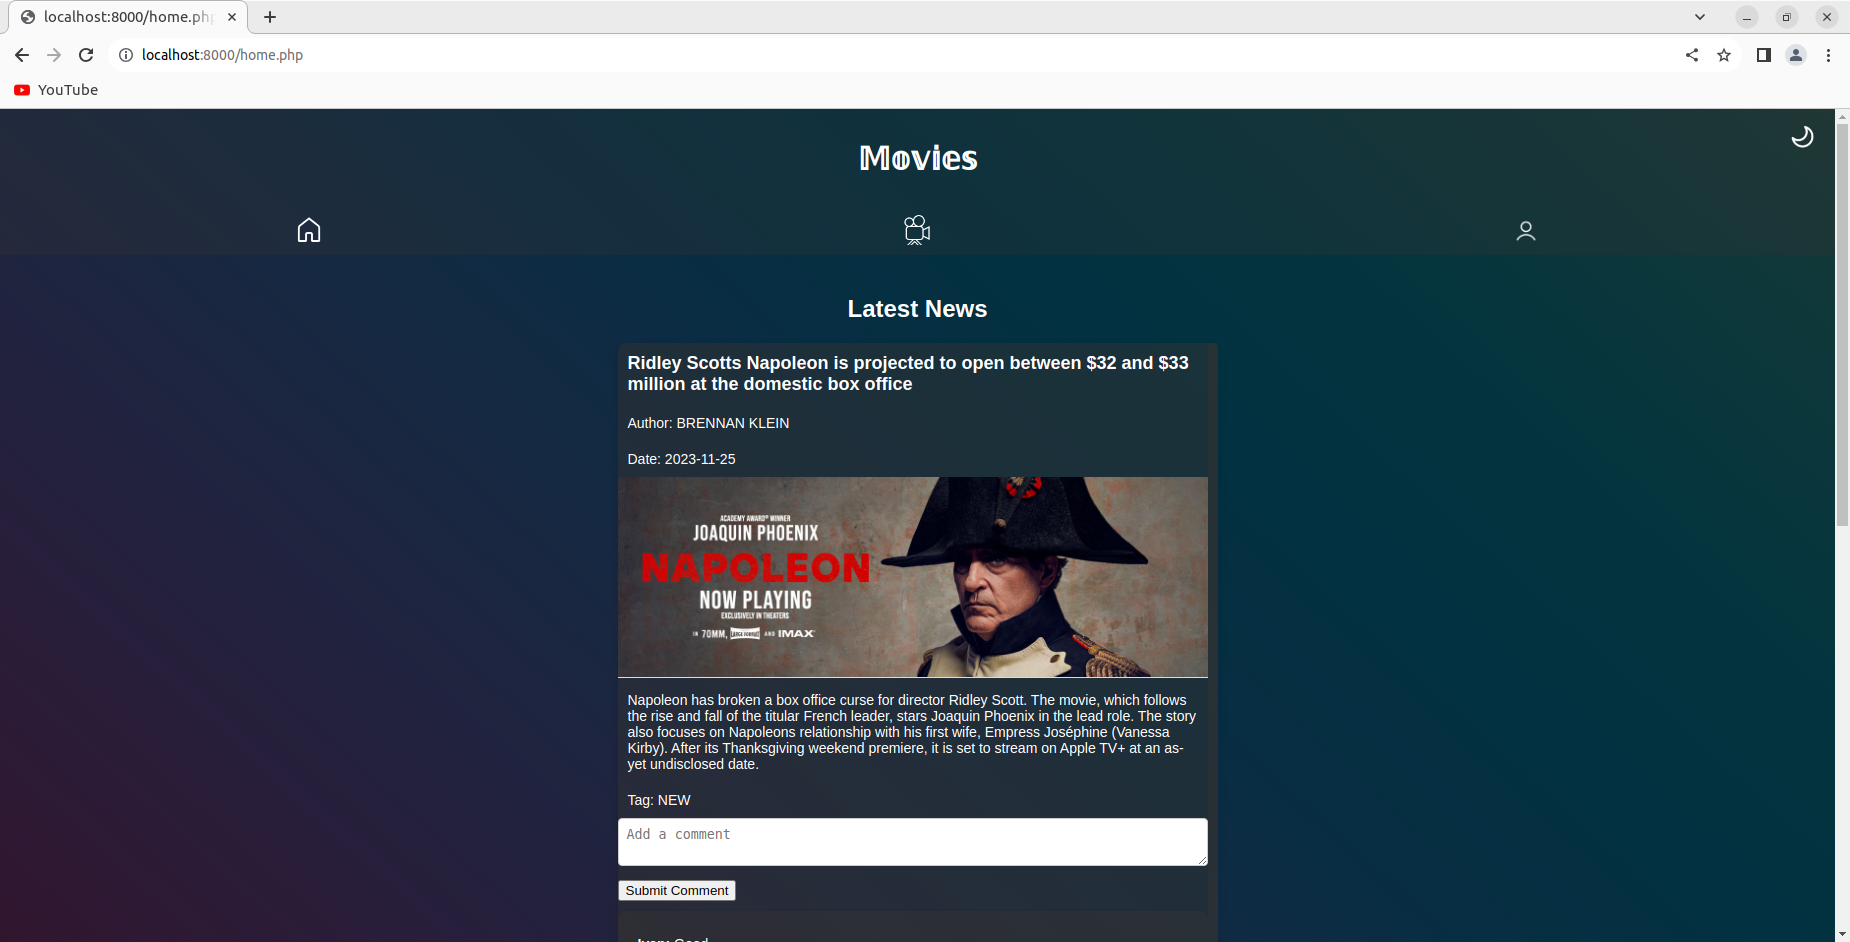 localhost:8000/home.php
localhost:8000/home.php
YouTube
Movies
Latest News
Ridley Scotts Napoleon is projected to open between $32 and $33
million at the domestic box office
Author: BRENNAN KLEIN
Date: 2023-11-25
ACADEMY AWARD® WINNER
JOAQUIN PHOENIX
NAPOLEON
NOW PLAYING
EXCLUSIVELY IN THEATERS
IN 70MM, LARGE FORMAT AND IMAX
Napoleon has broken a box office curse for director Ridley Scott. The movie, which follows
the rise and fall of the titular French leader, stars Joaquin Phoenix in the lead role. The story
also focuses on Napoleons relationship with his first wife, Empress Joséphine (Vanessa
Kirby). After its Thanksgiving weekend premiere, it is set to stream on Apple TV+ at an as-
yet undisclosed date.
Tag: NEW
Add a comment
Submit Comment